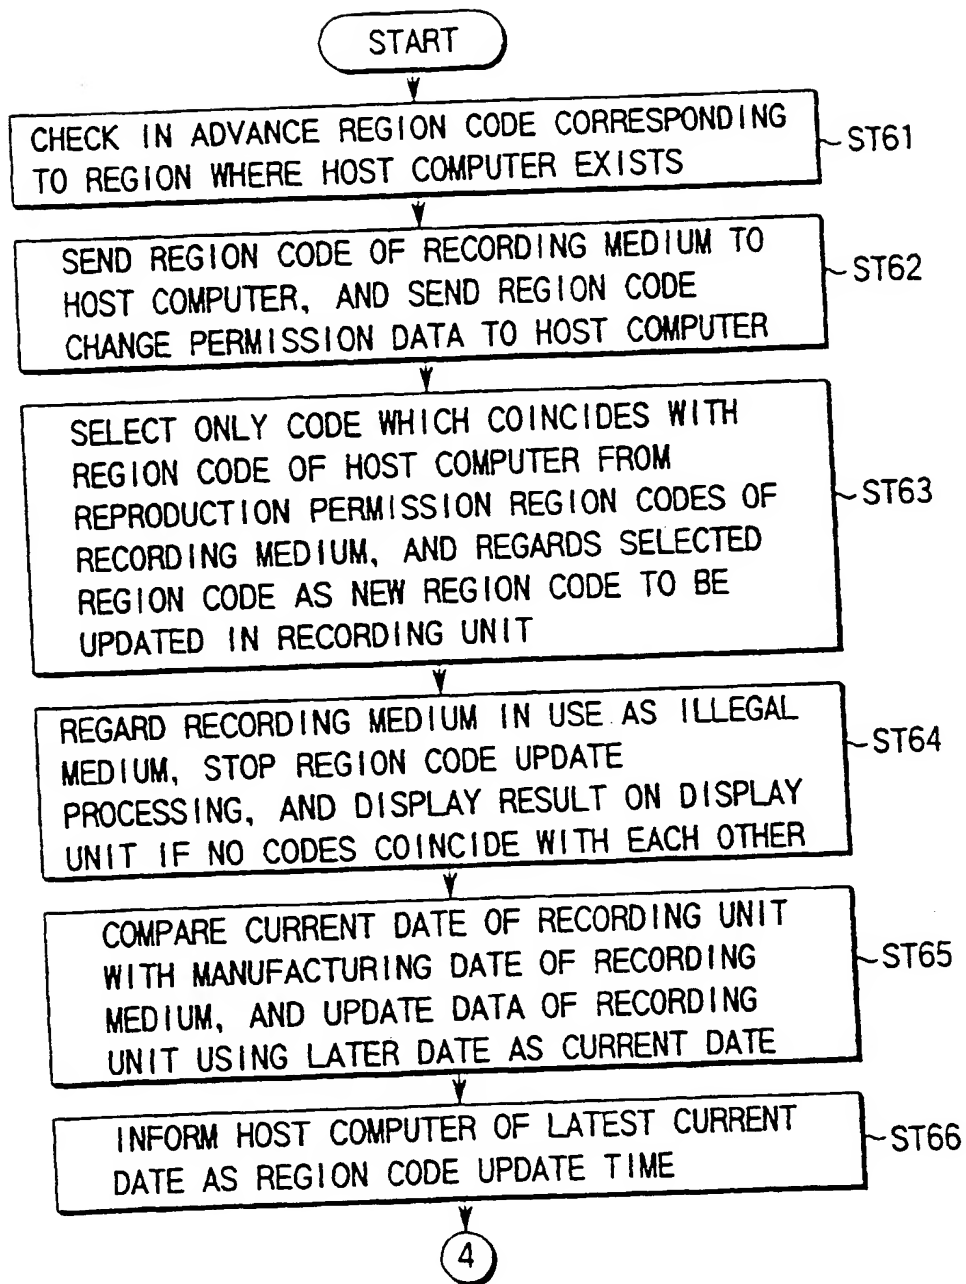 START
CHECK IN ADVANCE REGION CODE CORRESPONDING
TO REGION WHERE HOST COMPUTER EXISTS
ST61
SEND REGION CODE OF RECORDING MEDIUM TO
HOST COMPUTER, AND SEND REGION CODE
CHANGE PERMISSION DATA TO HOST COMPUTER
ST62
SELECT ONLY CODE WHICH COINCIDES WITH
REGION CODE OF HOST COMPUTER FROM
REPRODUCTION PERMISSION REGION CODES OF
RECORDING MEDIUM, AND REGARDS SELECTED
REGION CODE AS NEW REGION CODE TO BE
UPDATED IN RECORDING UNIT
ST63
REGARD RECORDING MEDIUM IN USE AS ILLEGAL
MEDIUM, STOP REGION CODE UPDATE
PROCESSING, AND DISPLAY RESULT ON DISPLAY
UNIT IF NO CODES COINCIDE WITH EACH OTHER
ST64
COMPARE CURRENT DATE OF RECORDING UNIT
WITH MANUFACTURING DATE OF RECORDING
MEDIUM, AND UPDATE DATA OF RECORDING
UNIT USING LATER DATE AS CURRENT DATE
ST65
INFORM HOST COMPUTER OF LATEST CURRENT
DATE AS REGION CODE UPDATE TIME
ST66
4